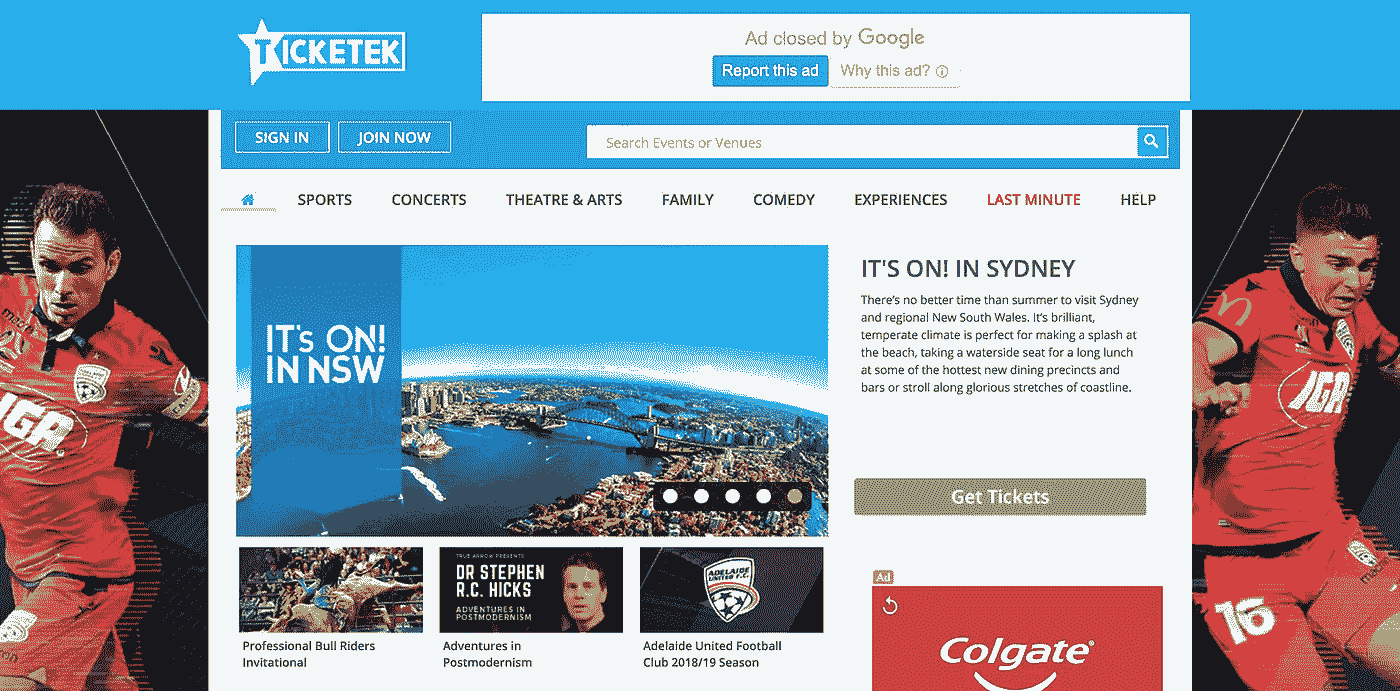 TICKETEK
Ad closed by Google
Report this ad
Why this ad?
SIGN IN
JOIN NOW
Search Events or Venues
SPORTS
CONCERTS
THEATRE & ARTS
FAMILY
COMEDY
EXPERIENCES
LAST MINUTE
HELP
IT's ON!
IN NSW
IT'S ON! IN SYDNEY
There's no better time than summer to visit Sydney
and regional New South Wales. It's brilliant,
temperate climate is perfect for making a splash at
the beach, taking a waterside seat for a long lunch
at some of the hottest new dining precincts and
bars or stroll along glorious stretches of coastline.
Get Tickets
TRUE ARROW PRESENTS
DR STEPHEN
R.C. HICKS
ADVENTURES IN
POSTMODERNISM
ADELAIDE
UNITED F.C.
Professional Bull Riders
Invitational
Adventures in
Postmodernism
Adelaide United Football
Club 2018/19 Season
Ad
Colgate
IGA
IGA
16